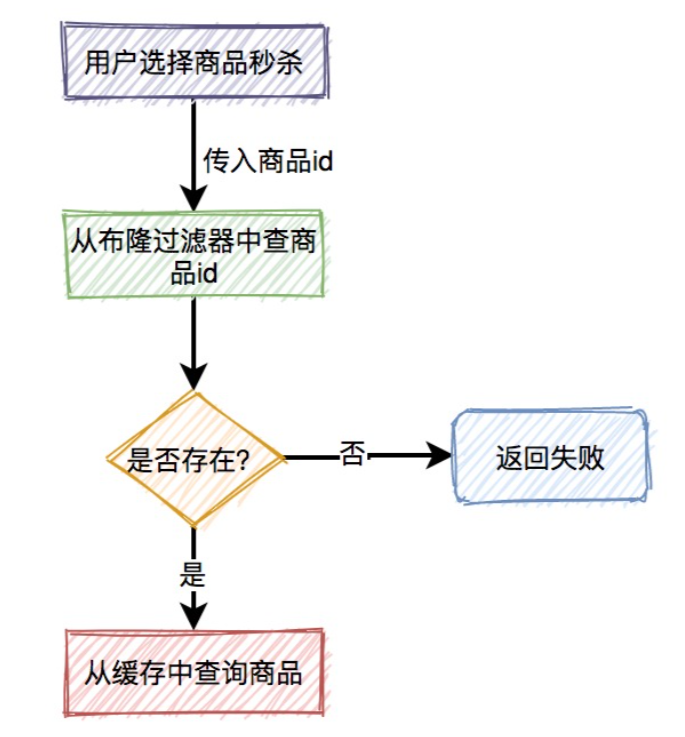 用户选择商品秒杀
传入商品id
从布隆过滤器中查商
品id
是否存在?
否
返回失败
是
从缓存中查询商品